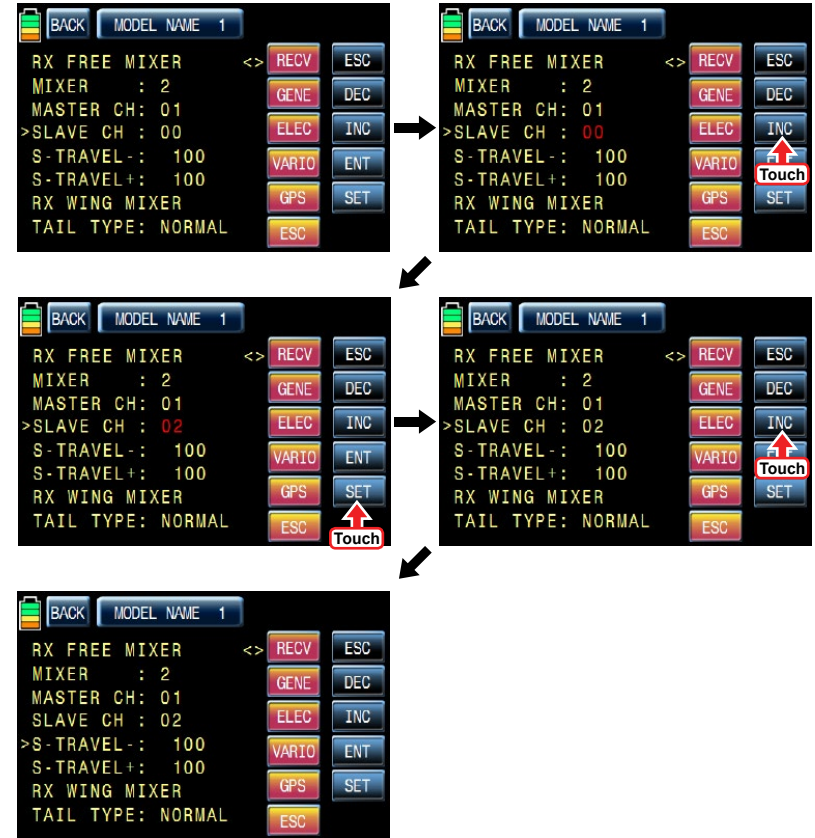 BACK MODEL NAME 1
RX FREE MIXER <> RECV ESC
MIXER : 2 GENE DEC
MASTER CH: 01
>SLAVE CH : 00 ELEC INC
S-TRAVEL-: 100 VARIO ENT
S-TRAVEL+: 100
RX WING MIXER GPS SET
TAIL TYPE: NORMAL ESC
BACK MODEL NAME 1
RX FREE MIXER <> RECV ESC
MIXER : 2 GENE DEC
MASTER CH: 01
>SLAVE CH : 00 ELEC INC
S-TRAVEL-: 100 VARIO
Touch
S-TRAVEL+: 100
RX WING MIXER GPS SET
TAIL TYPE: NORMAL ESC
BACK MODEL NAME 1
RX FREE MIXER <> RECV ESC
MIXER : 2 GENE DEC
MASTER CH: 01
>SLAVE CH : 02 ELEC INC
S-TRAVEL-: 100 VARIO ENT
S-TRAVEL+: 100
RX WING MIXER GPS SET
TAIL TYPE: NORMAL ESC
Touch
BACK MODEL NAME 1
RX FREE MIXER <> RECV ESC
MIXER : 2 GENE DEC
MASTER CH: 01
>SLAVE CH : 02 ELEC INC
S-TRAVEL-: 100 VARIO
Touch
S-TRAVEL+: 100
RX WING MIXER GPS SET
TAIL TYPE: NORMAL ESC
BACK MODEL NAME 1
RX FREE MIXER <> RECV ESC
MIXER : 2 GENE DEC
MASTER CH: 01
SLAVE CH : 02 ELEC INC
>S-TRAVEL-: 100 VARIO ENT
S-TRAVEL+: 100
RX WING MIXER GPS SET
TAIL TYPE: NORMAL ESC